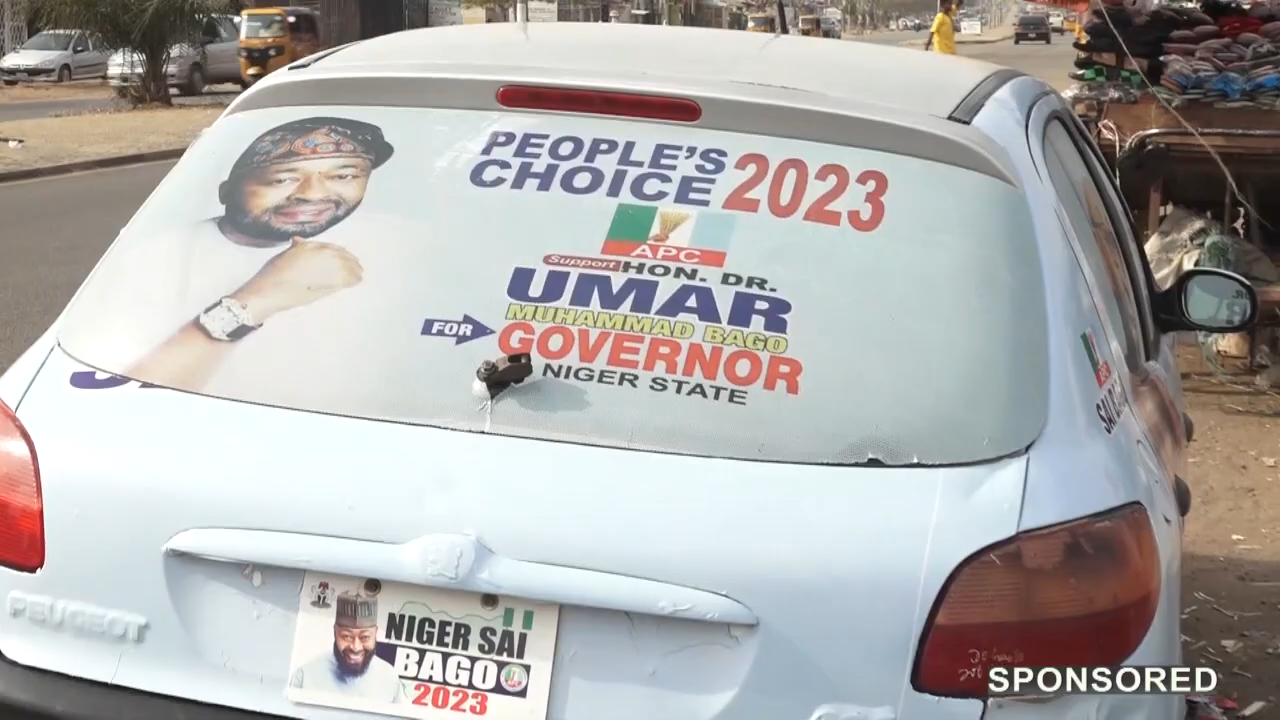 PEOPLE'S
CHOICE 2023
APC
Support HON. DR.
UMAR
MUHAMMAD BAGO
FOR GOVERNOR
NIGER STATE
PEUGEOT
NIGER SAI
BAGO
2023
SPONSORED